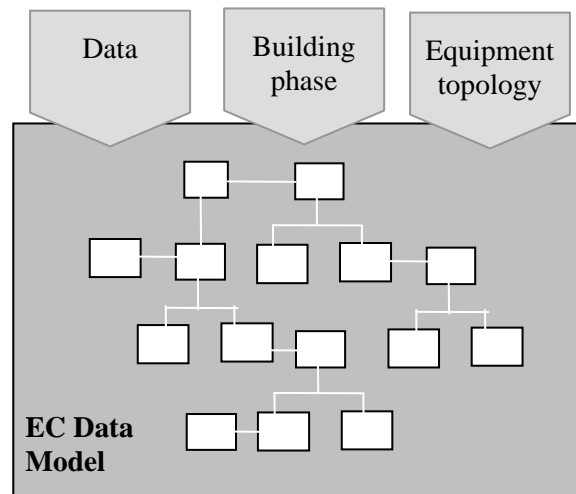 Data
Building
phase
Equipment
topology
EC Data
Model